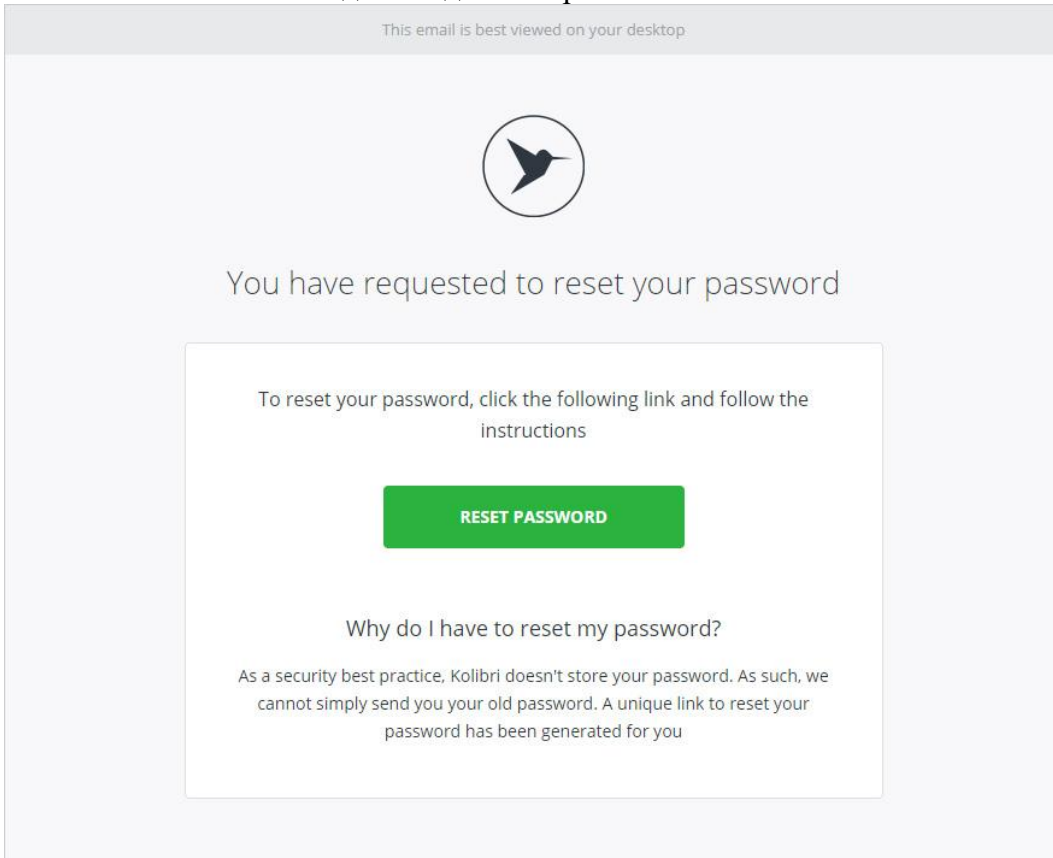 This email is best viewed on your desktop
You have requested to reset your password
To reset your password, click the following link and follow the
instructions
RESET PASSWORD
Why do I have to reset my password?
As a security best practice, Kolibri doesn't store your password. As such, we
cannot simply send you your old password. A unique link to reset your
password has been generated for you